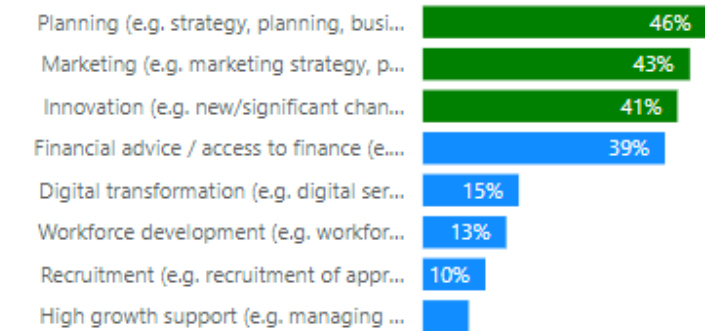 Planning (e.g. strategy, planning, busi... 46%
Marketing (e.g. marketing strategy, p... 43%
Innovation (e.g. new/significant chan... 41%
Financial advice / access to finance (e.... 39%
Digital transformation (e.g. digital ser... 15%
Workforce development (e.g. workfor... 13%
Recruitment (e.g. recruitment of appr... 10%
High growth support (e.g. managing ...